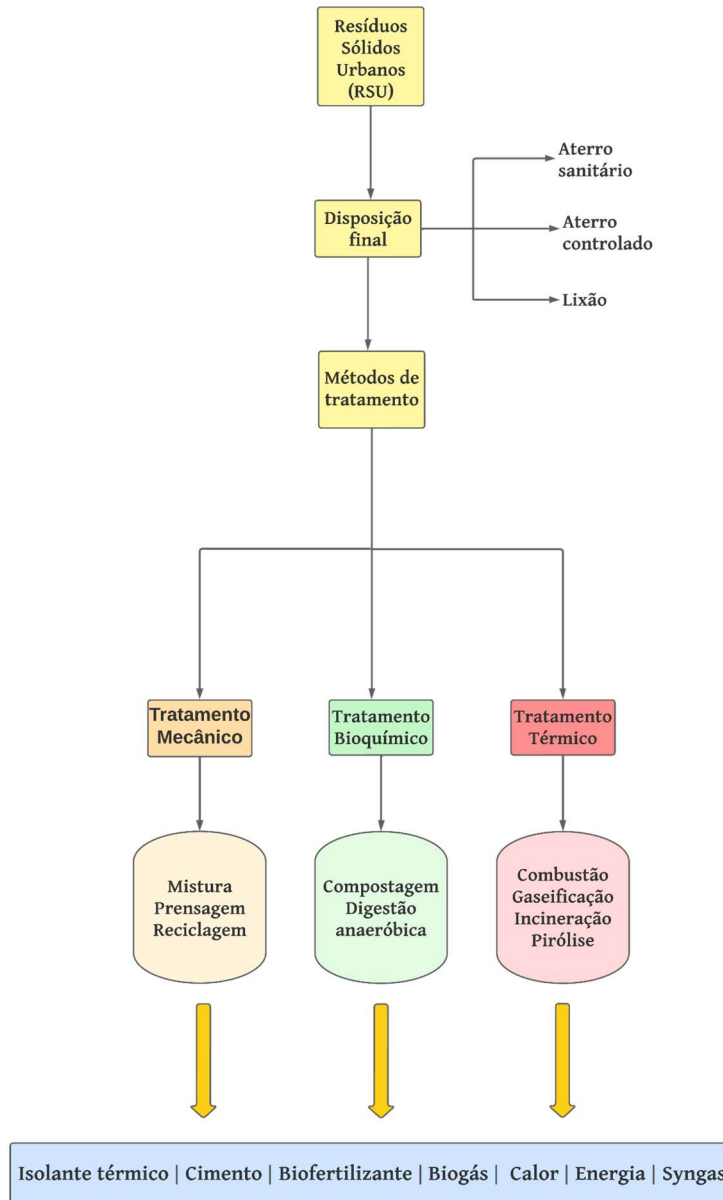 Resíduos
Sólidos
Urbanos
(RSU)
Aterro
sanitário
Disposição
final
Aterro
controlado
Lixão
Métodos de
tratamento
Tratamento
Mecânico
Tratamento
Bioquímico
Tratamento
Térmico
Mistura
Prensagem
Reciclagem
Compostagem
Digestão
anaeróbica
Combustão
Gaseificação
Incineração
Pirólise
Isolante térmico | Cimento | Biofertilizante | Biogás | Calor | Energia | Syngas